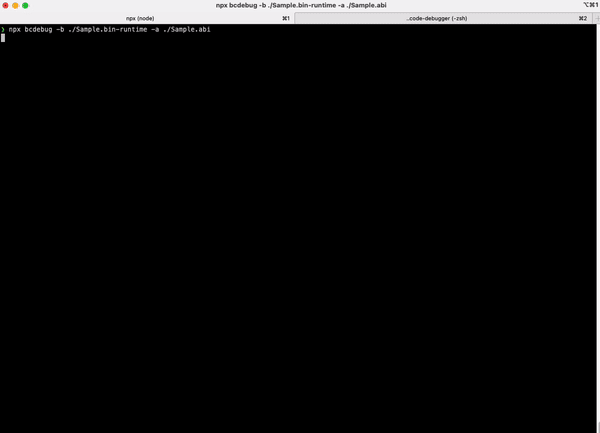 npx bcdebug -b ./Sample.bin-runtime -a ./Sample.abi
⌥⌘1
npx (node) ⌘1 ..code-debugger (-zsh) ⌘2 +
❯ npx bcdebug -b ./Sample.bin-runtime -a ./Sample.abi